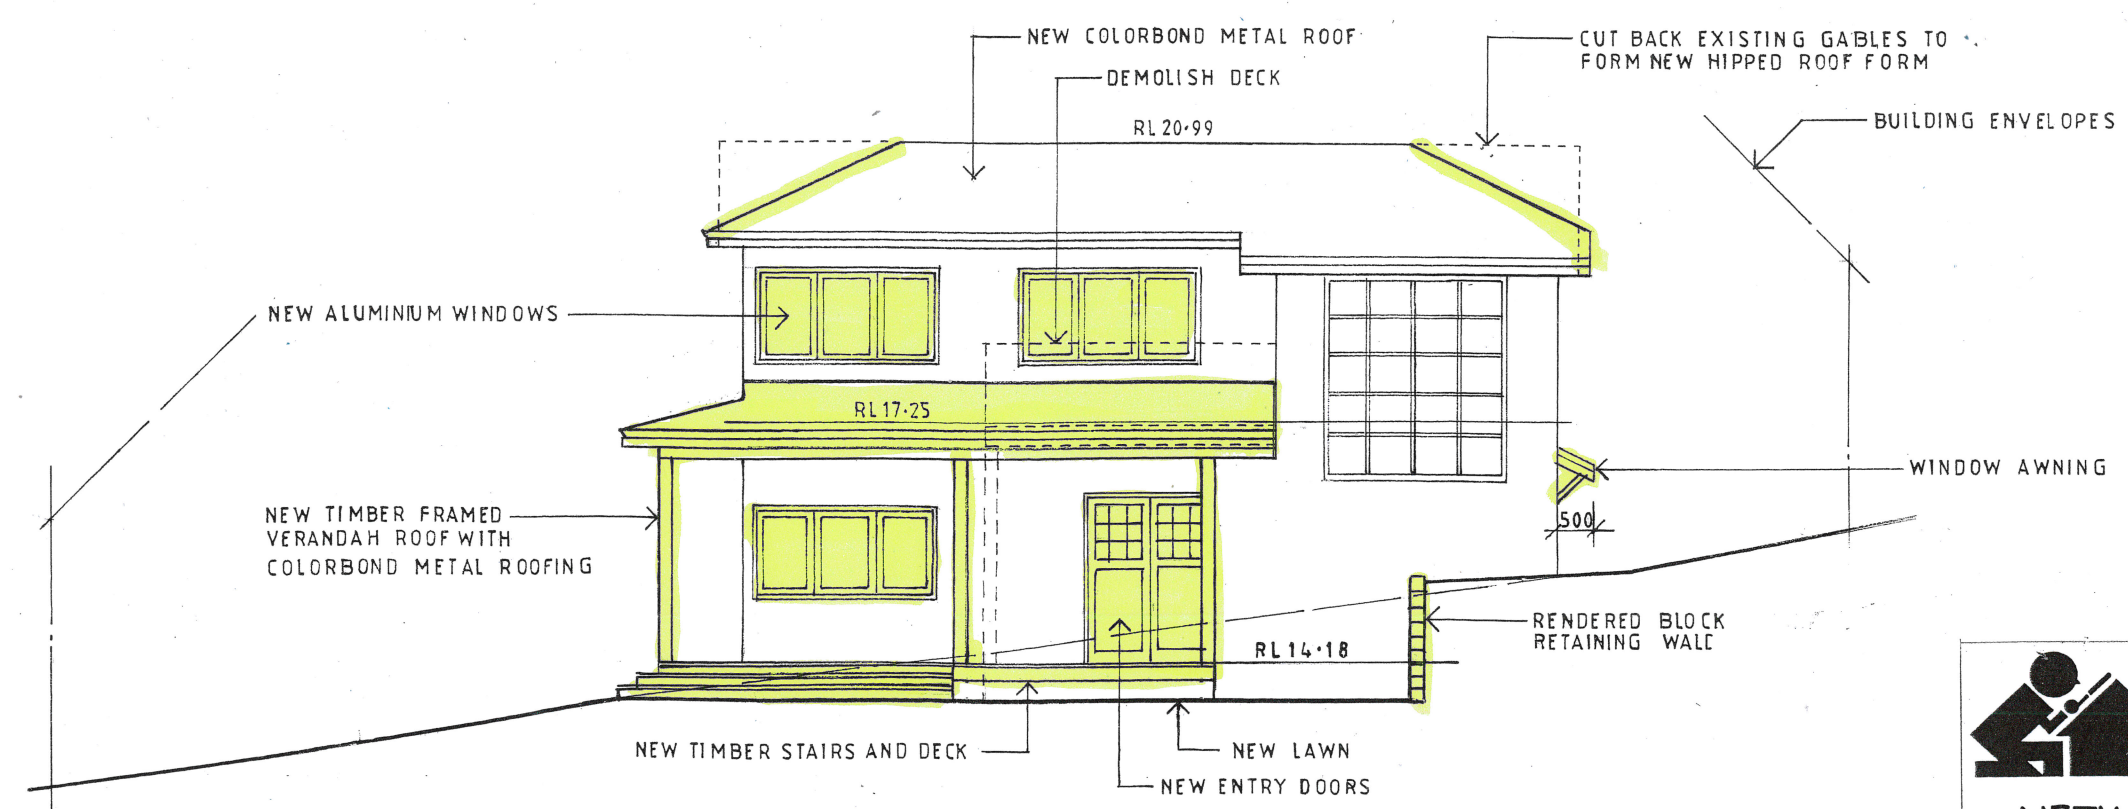 NEW COLORBOND METAL ROOF
CUT BACK EXISTING GABLES TO
FORM NEW HIPPED ROOF FORM
DEMOLISH DECK
BUILDING ENVELOPES
RL 20·99
NEW ALUMINIUM WINDOWS
RL 17·25
WINDOW AWNING
500
NEW TIMBER FRAMED
VERANDAH ROOF WITH
COLORBOND METAL ROOFING
RENDERED BLOCK
RETAINING WALL
RL 14·18
NEW TIMBER STAIRS AND DECK
NEW LAWN
NEW ENTRY DOORS